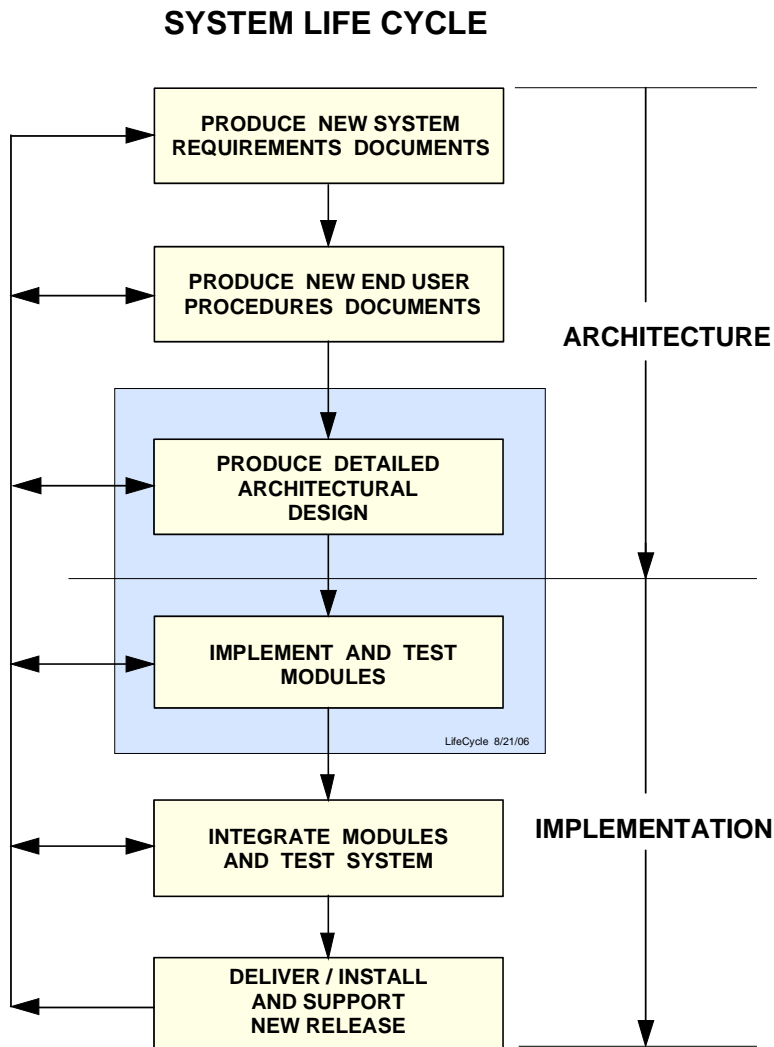 SYSTEM LIFE CYCLE
PRODUCE NEW SYSTEM
REQUIREMENTS DOCUMENTS
PRODUCE NEW END USER
PROCEDURES DOCUMENTS
ARCHITECTURE
PRODUCE DETAILED
ARCHITECTURAL
DESIGN
IMPLEMENT AND TEST
MODULES
LifeCycle 8/21/06
INTEGRATE MODULES
AND TEST SYSTEM
IMPLEMENTATION
DELIVER / INSTALL
AND SUPPORT
NEW RELEASE